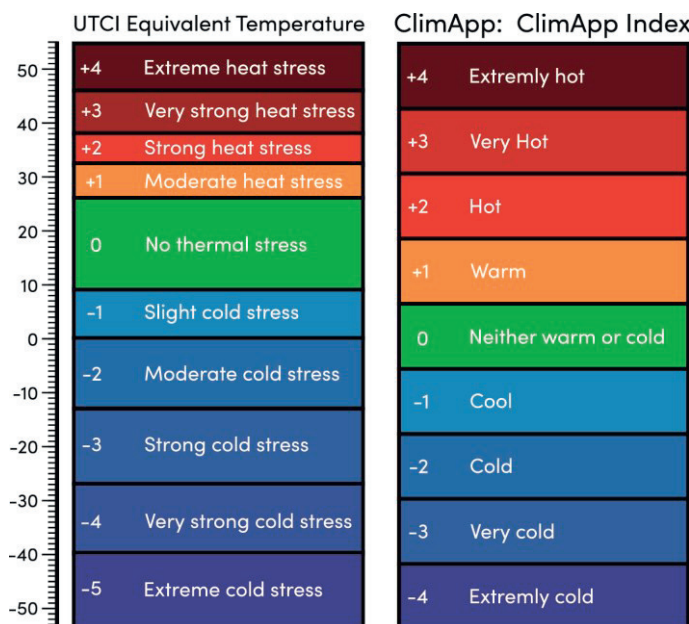 UTCI Equivalent Temperature
50
40
30
20
10
0
-10
-20
-30
-40
-50
+4 Extreme heat stress
+3 Very strong heat stress
+2 Strong heat stress
+1 Moderate heat stress
0 No thermal stress
-1 Slight cold stress
-2 Moderate cold stress
-3 Strong cold stress
-4 Very strong cold stress
-5 Extreme cold stress
ClimApp: ClimApp Index
+4 Extremly hot
+3 Very Hot
+2 Hot
+1 Warm
0 Neither warm or cold
-1 Cool
-2 Cold
-3 Very cold
-4 Extremly cold